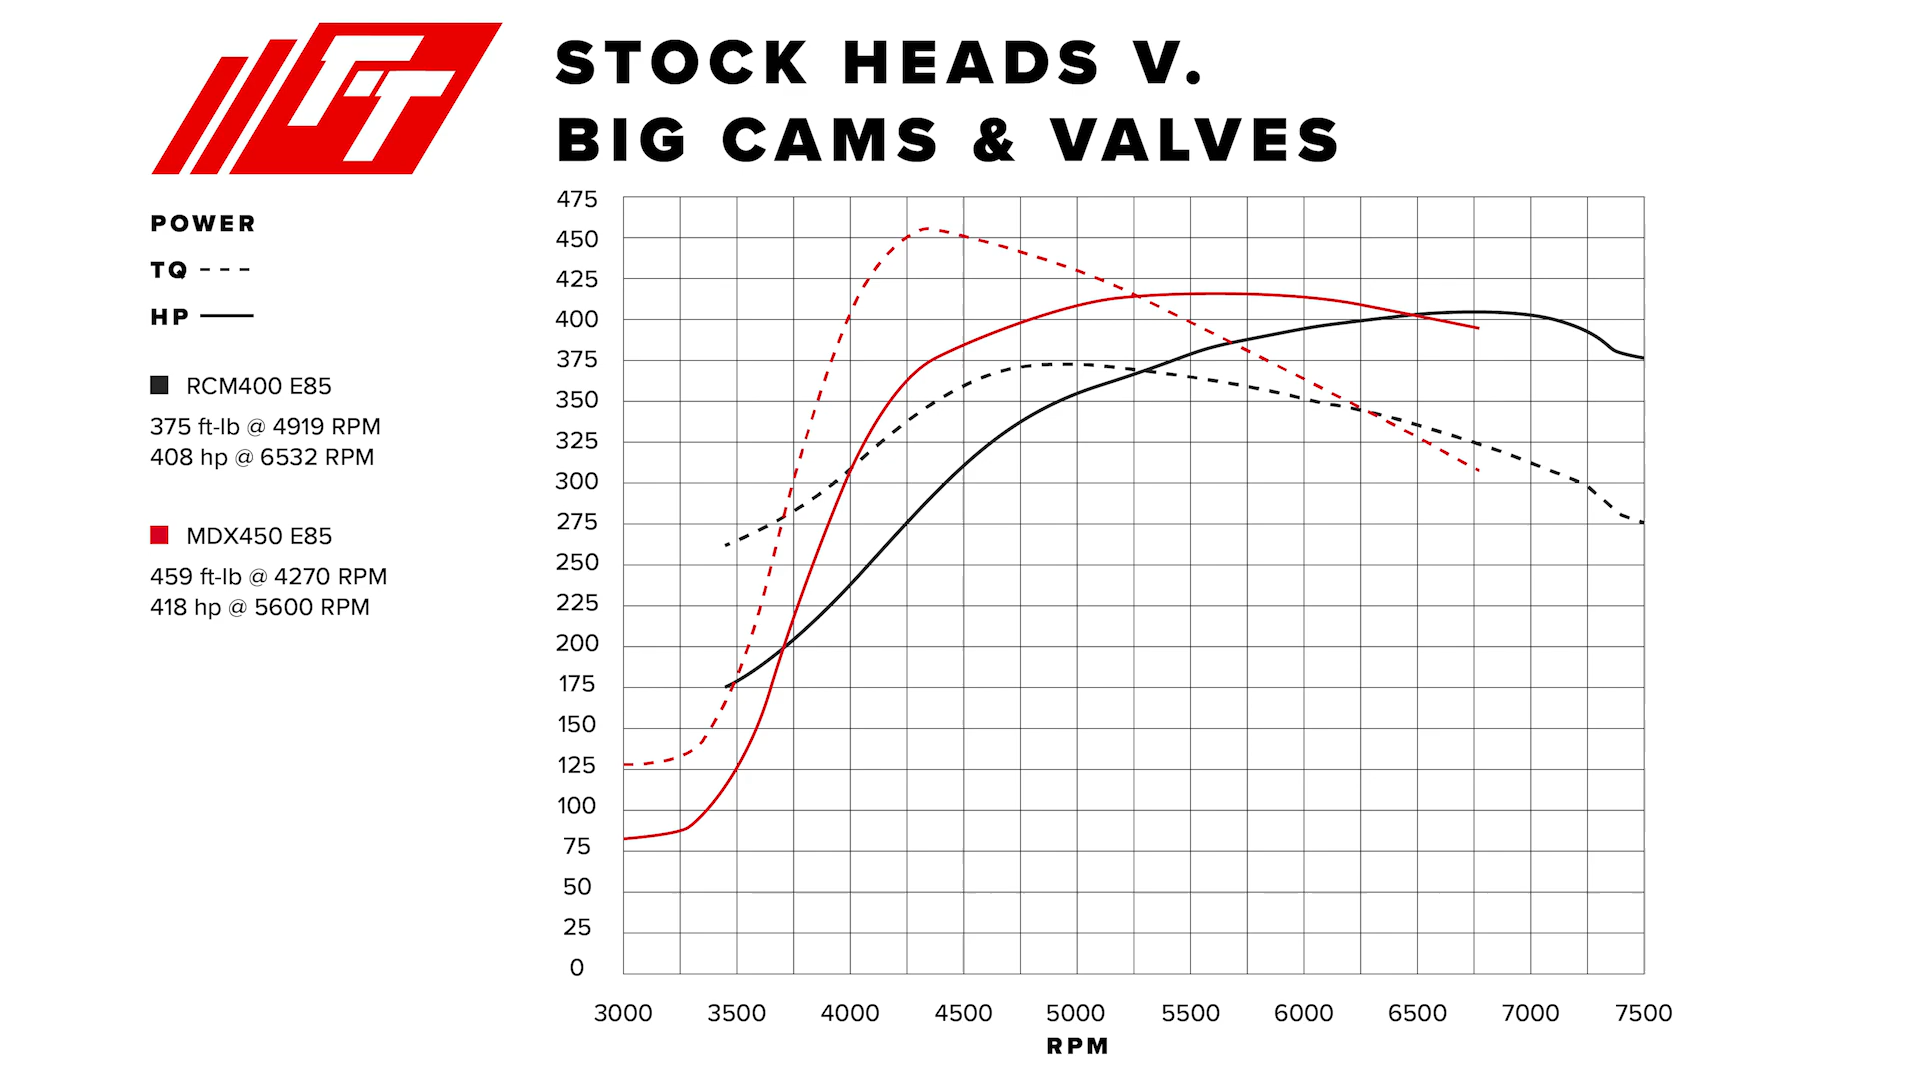 FT
STOCK HEADS V.
BIG CAMS & VALVES
POWER
TQ
HP
RCM400 E85
375 ft-lb @ 4919 RPM
408 hp @ 6532 RPM
MDX450 E85
459 ft-lb @ 4270 RPM
418 hp @ 5600 RPM
475
450
425
400
375
350
325
300
275
250
225
200
175
150
125
100
75
50
25
0
3000 3500 4000 4500 5000 5500 6000 6500 7000 7500
RPM